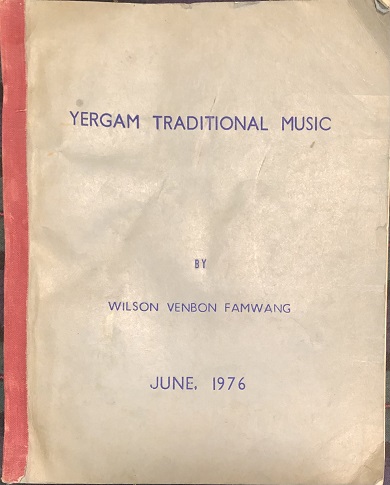 YERGAM TRADITIONAL MUSIC
BY
WILSON VENBON FAMWANG
JUNE, 1976